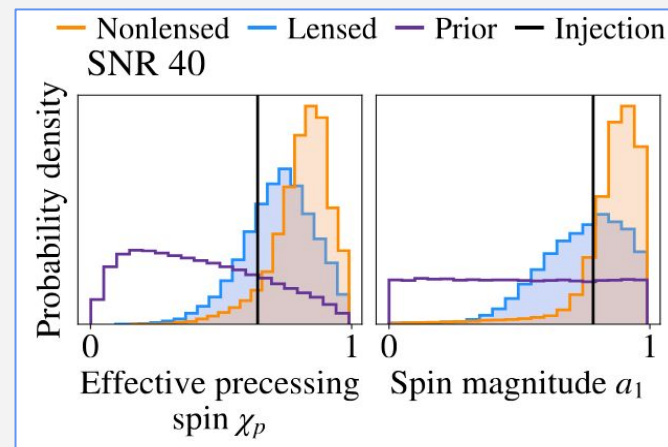 Nonlensed Lensed Prior Injection
SNR 40
Probability density
0 1
0 1
Effective precessing
spin χₚ
Spin magnitude a₁